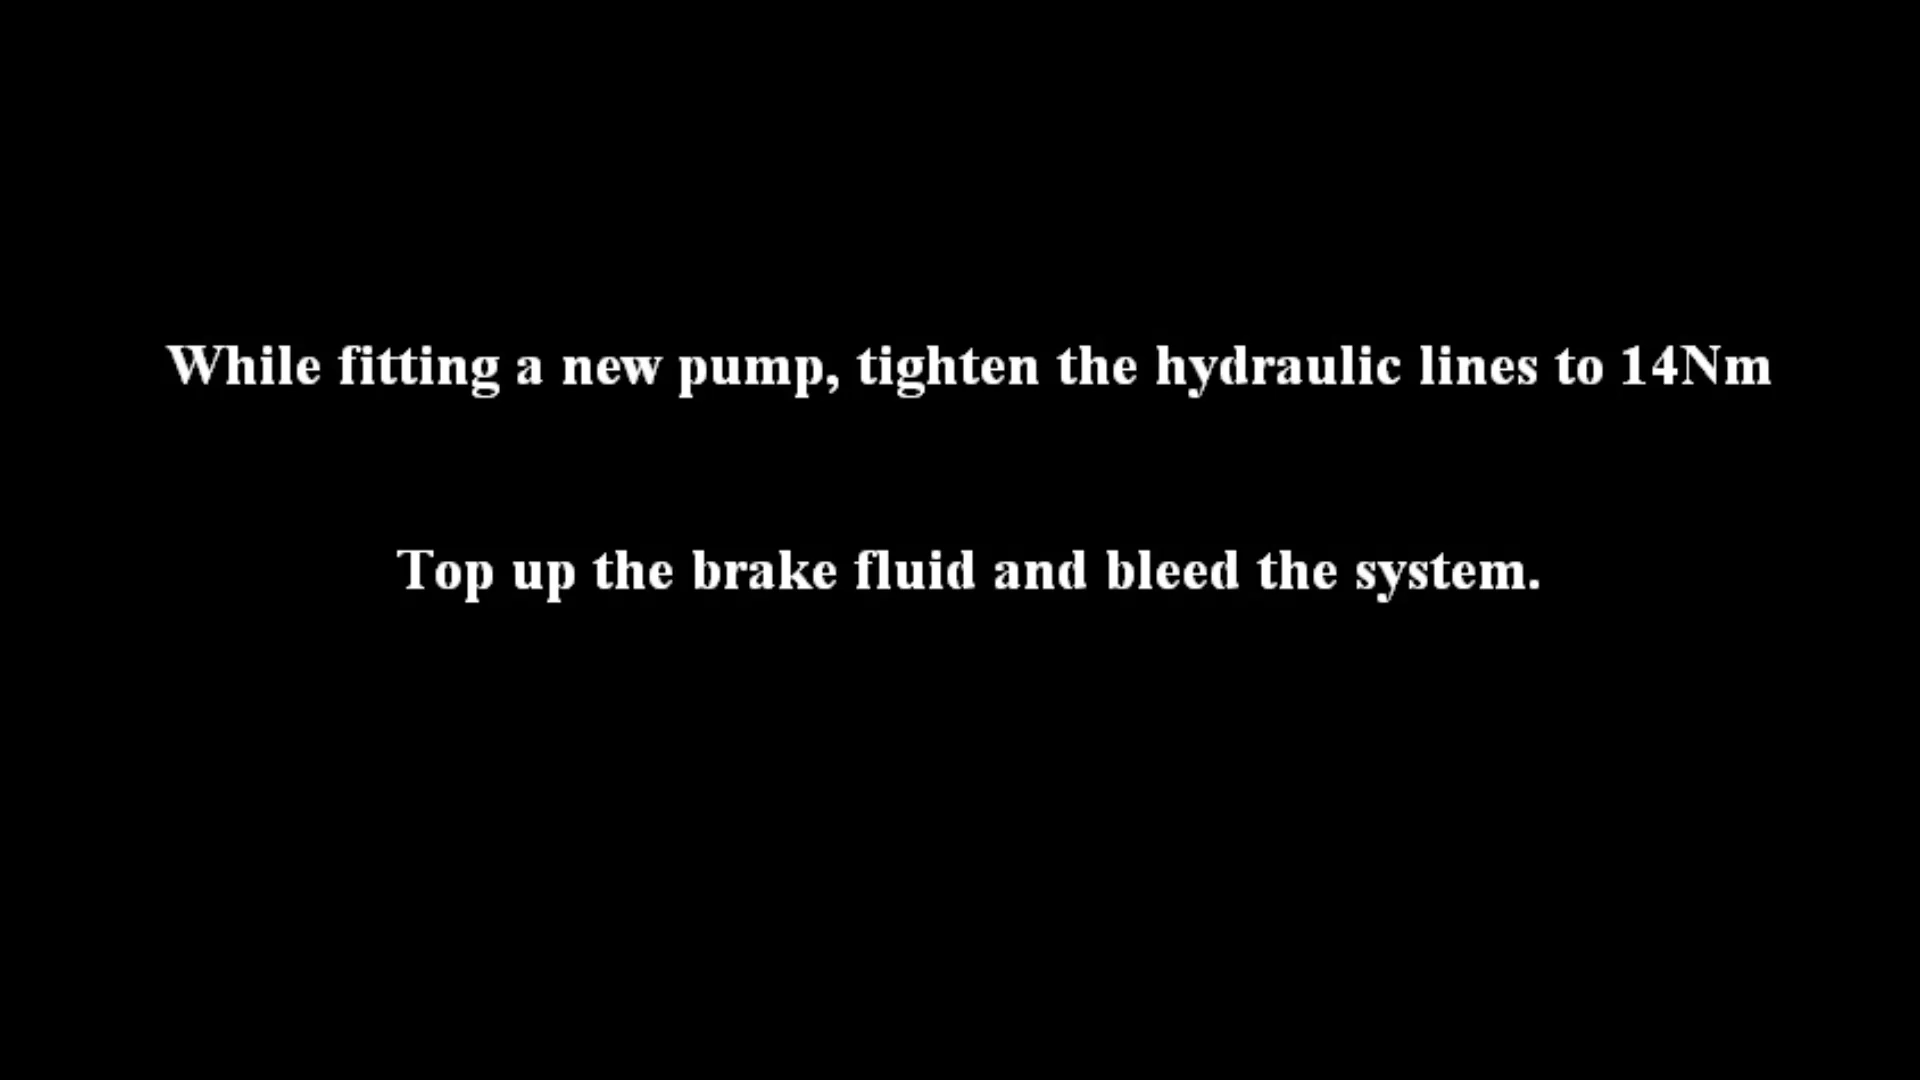 While fitting a new pump, tighten the hydraulic lines to 14Nm
Top up the brake fluid and bleed the system.